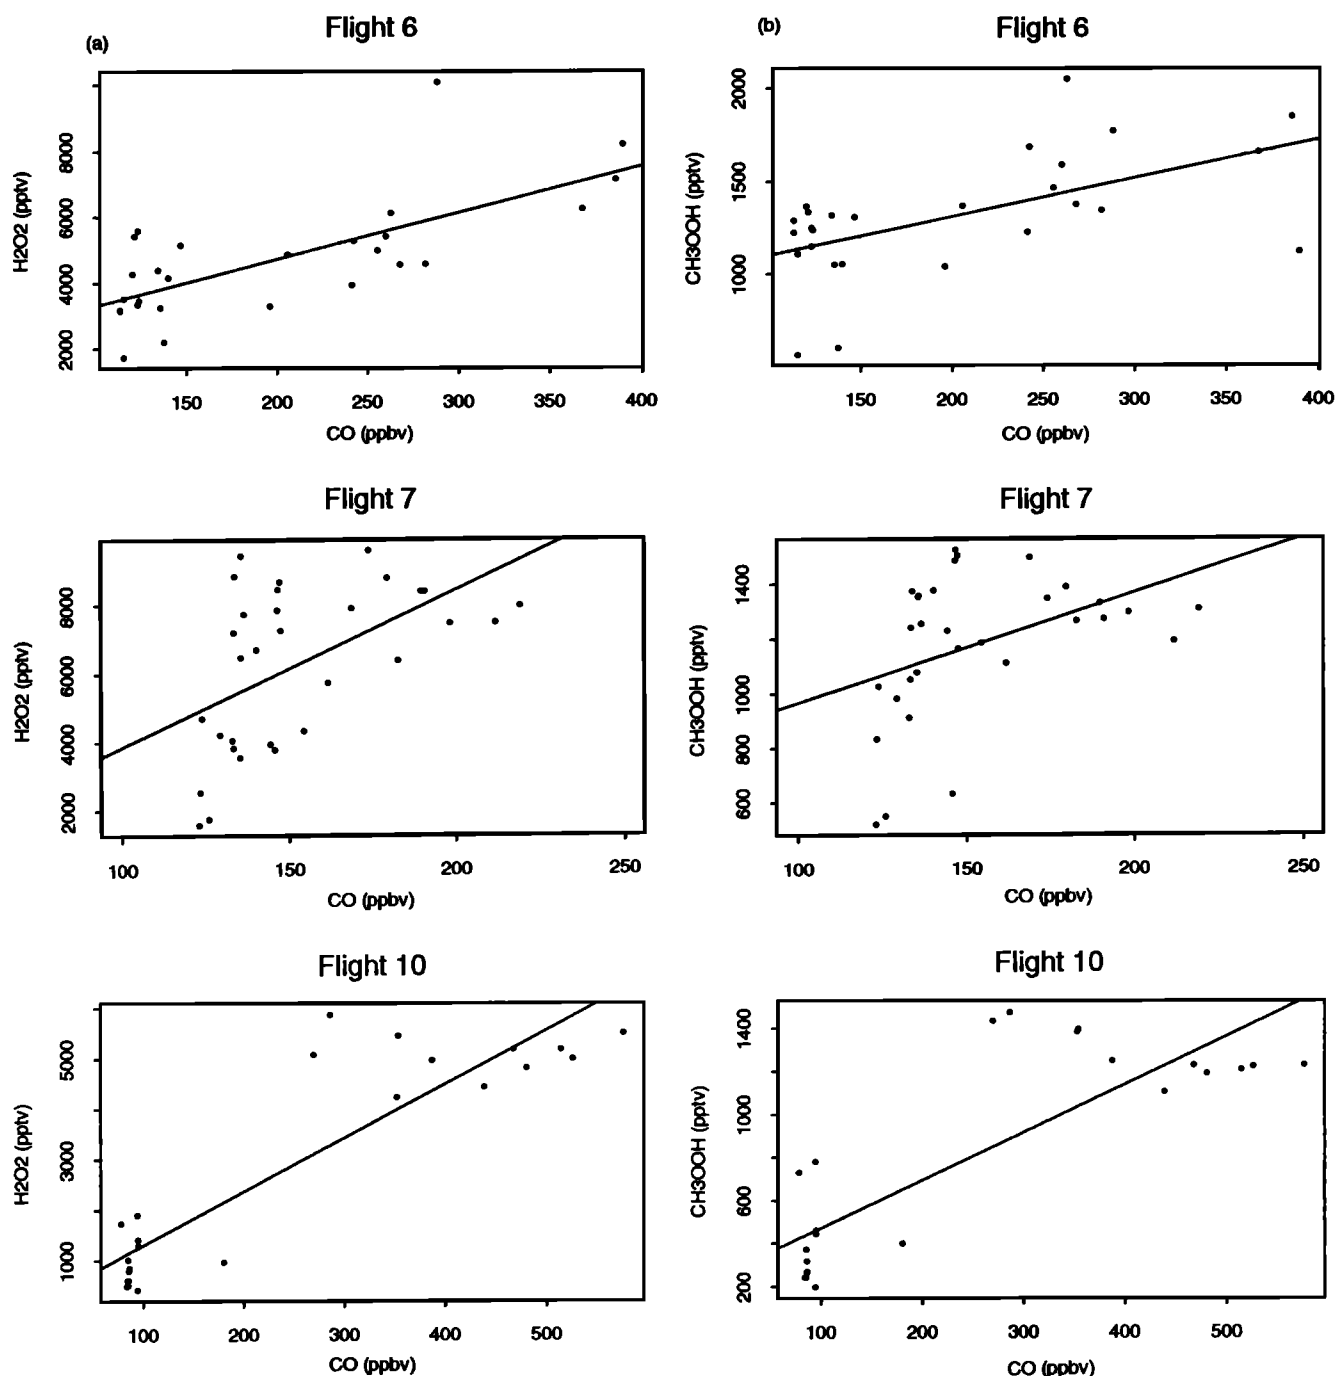 (a)
Flight 6
H2O2 (pptv)
2000 4000 6000 8000
150 200 250 300 350 400
CO (ppbv)
(b)
Flight 6
CH3OOH (pptv)
1000 1500 2000
150 200 250 300 350 400
CO (ppbv)
Flight 7
H2O2 (pptv)
2000 4000 6000 8000
100 150 200 250
CO (ppbv)
Flight 7
CH3OOH (pptv)
600 800 1000 1400
100 150 200 250
CO (ppbv)
Flight 10
H2O2 (pptv)
1000 3000 5000
100 200 300 400 500
CO (ppbv)
Flight 10
CH3OOH (pptv)
200 600 1000 1400
100 200 300 400 500
CO (ppbv)